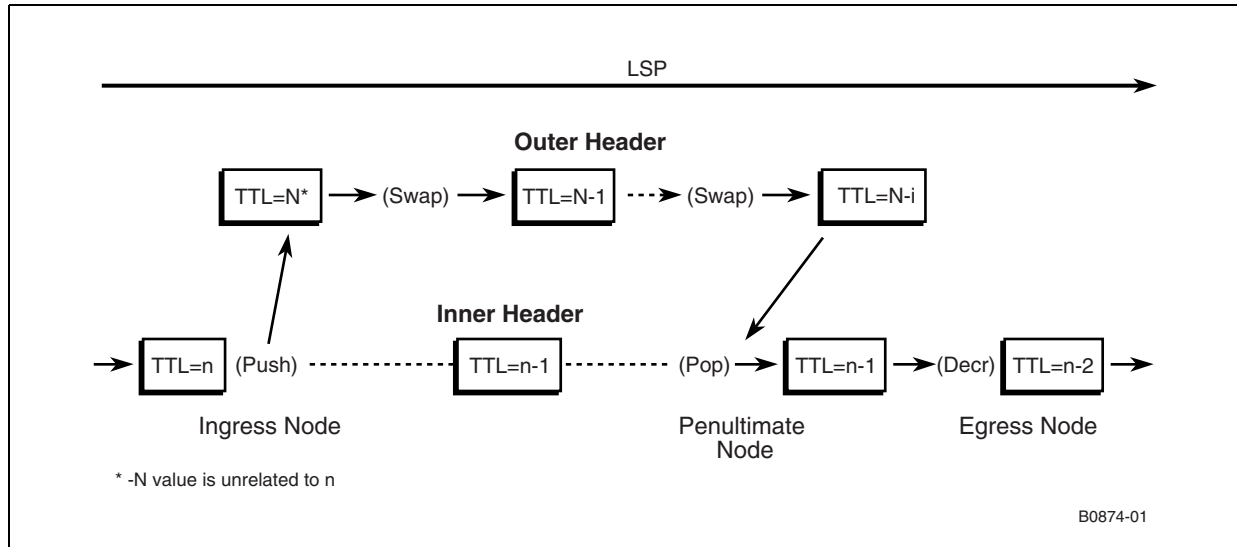 LSP
Outer Header
TTL=N* (Swap) TTL=N-1 (Swap) TTL=N-i
Inner Header
TTL=n (Push) TTL=n-1 (Pop) TTL=n-1 (Decr) TTL=n-2
Ingress Node Penultimate Egress Node
Node
* -N value is unrelated to n
B0874-01